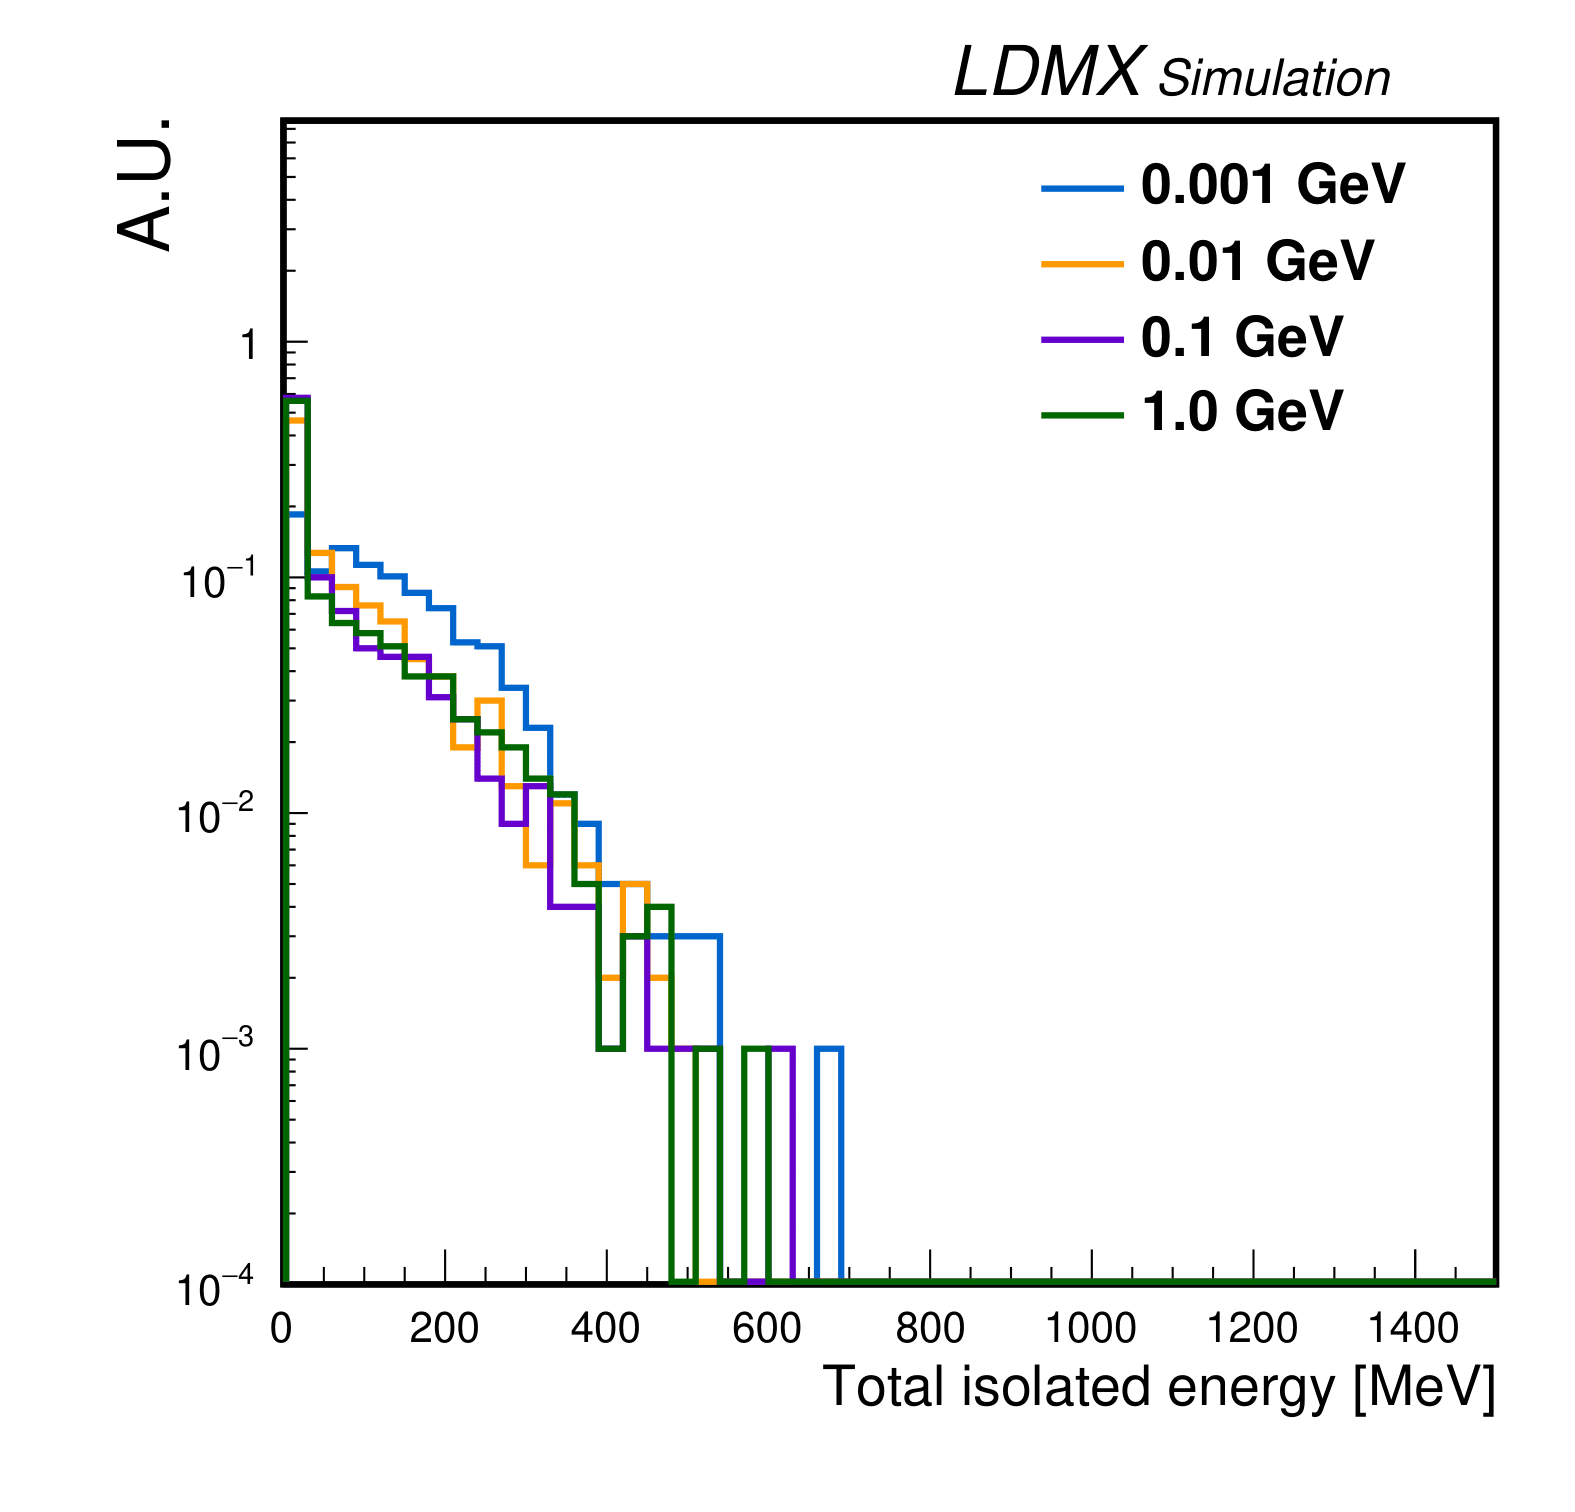 LDMX Simulation
A.U.
0.001 GeV
0.01 GeV
0.1 GeV
1.0 GeV
1
10⁻¹
10⁻²
10⁻³
10⁻⁴
0 200 400 600 800 1000 1200 1400
Total isolated energy [MeV]